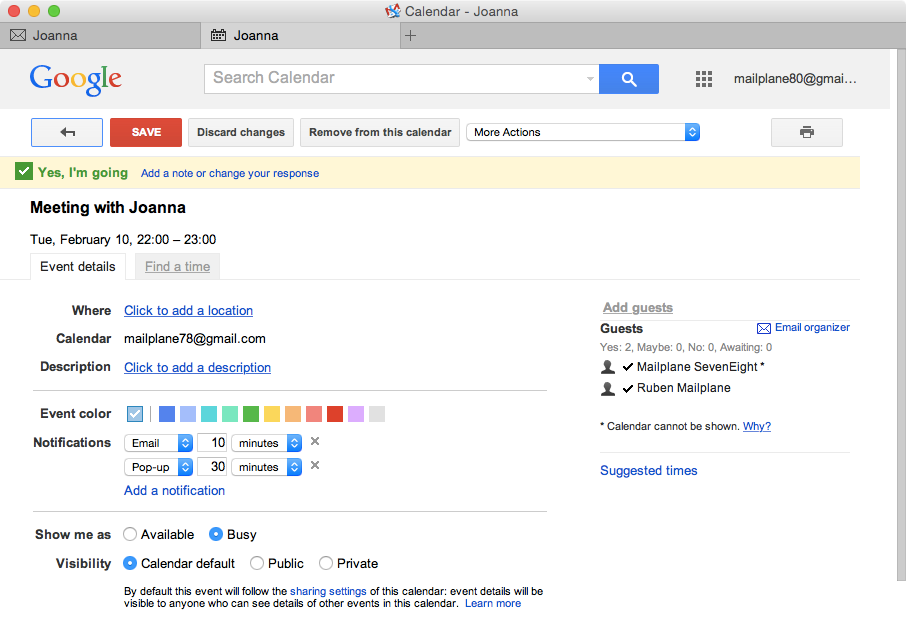 Calendar - Joanna
Joanna
Joanna
Google
Search Calendar
mailplane80@gmai...
SAVE
Discard changes
Remove from this calendar
More Actions
Yes, I'm going
Add a note or change your response
Meeting with Joanna
Tue, February 10, 22:00 – 23:00
Event details
Find a time
Where
Click to add a location
Calendar
mailplane78@gmail.com
Description
Click to add a description
Event color
Notifications
Email
10
minutes
Pop-up
30
minutes
Add a notification
Show me as
Available
Busy
Visibility
Calendar default
Public
Private
By default this event will follow the sharing settings of this calendar: event details will be
visible to anyone who can see details of other events in this calendar. Learn more
Add guests
Guests
Email organizer
Yes: 2, Maybe: 0, No: 0, Awaiting: 0
Mailplane SevenEight *
Ruben Mailplane
* Calendar cannot be shown. Why?
Suggested times